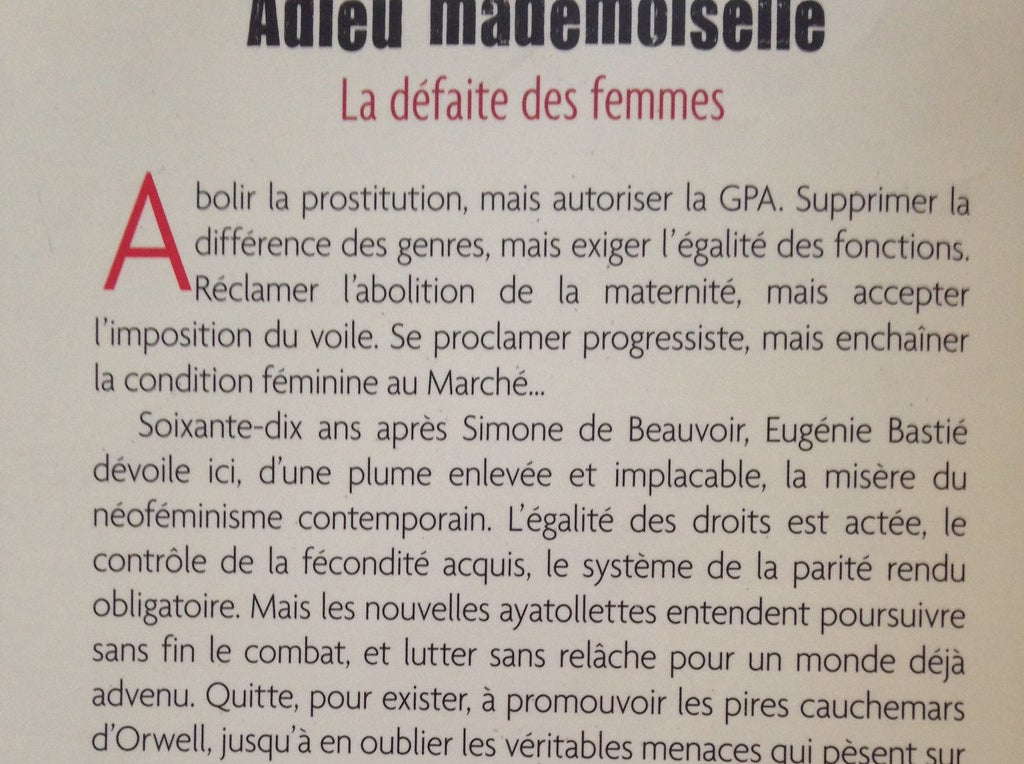 Adieu mademoiselle
La défaite des femmes
Abolir la prostitution, mais autoriser la GPA. Supprimer la
différence des genres, mais exiger l'égalité des fonctions.
Réclamer l'abolition de la maternité, mais accepter
l'imposition du voile. Se proclamer progressiste, mais enchaîner
la condition féminine au Marché...
Soixante-dix ans après Simone de Beauvoir, Eugénie Bastié
dévoile ici, d'une plume enlevée et implacable, la misère du
néoféminisme contemporain. L'égalité des droits est actée, le
contrôle de la fécondité acquis, le système de la parité rendu
obligatoire. Mais les nouvelles ayatollettes entendent poursuivre
sans fin le combat, et lutter sans relâche pour un monde déjà
advenu. Quitte, pour exister, à promouvoir les pires cauchemars
d'Orwell, jusqu'à en oublier les véritables menaces qui pèsent sur